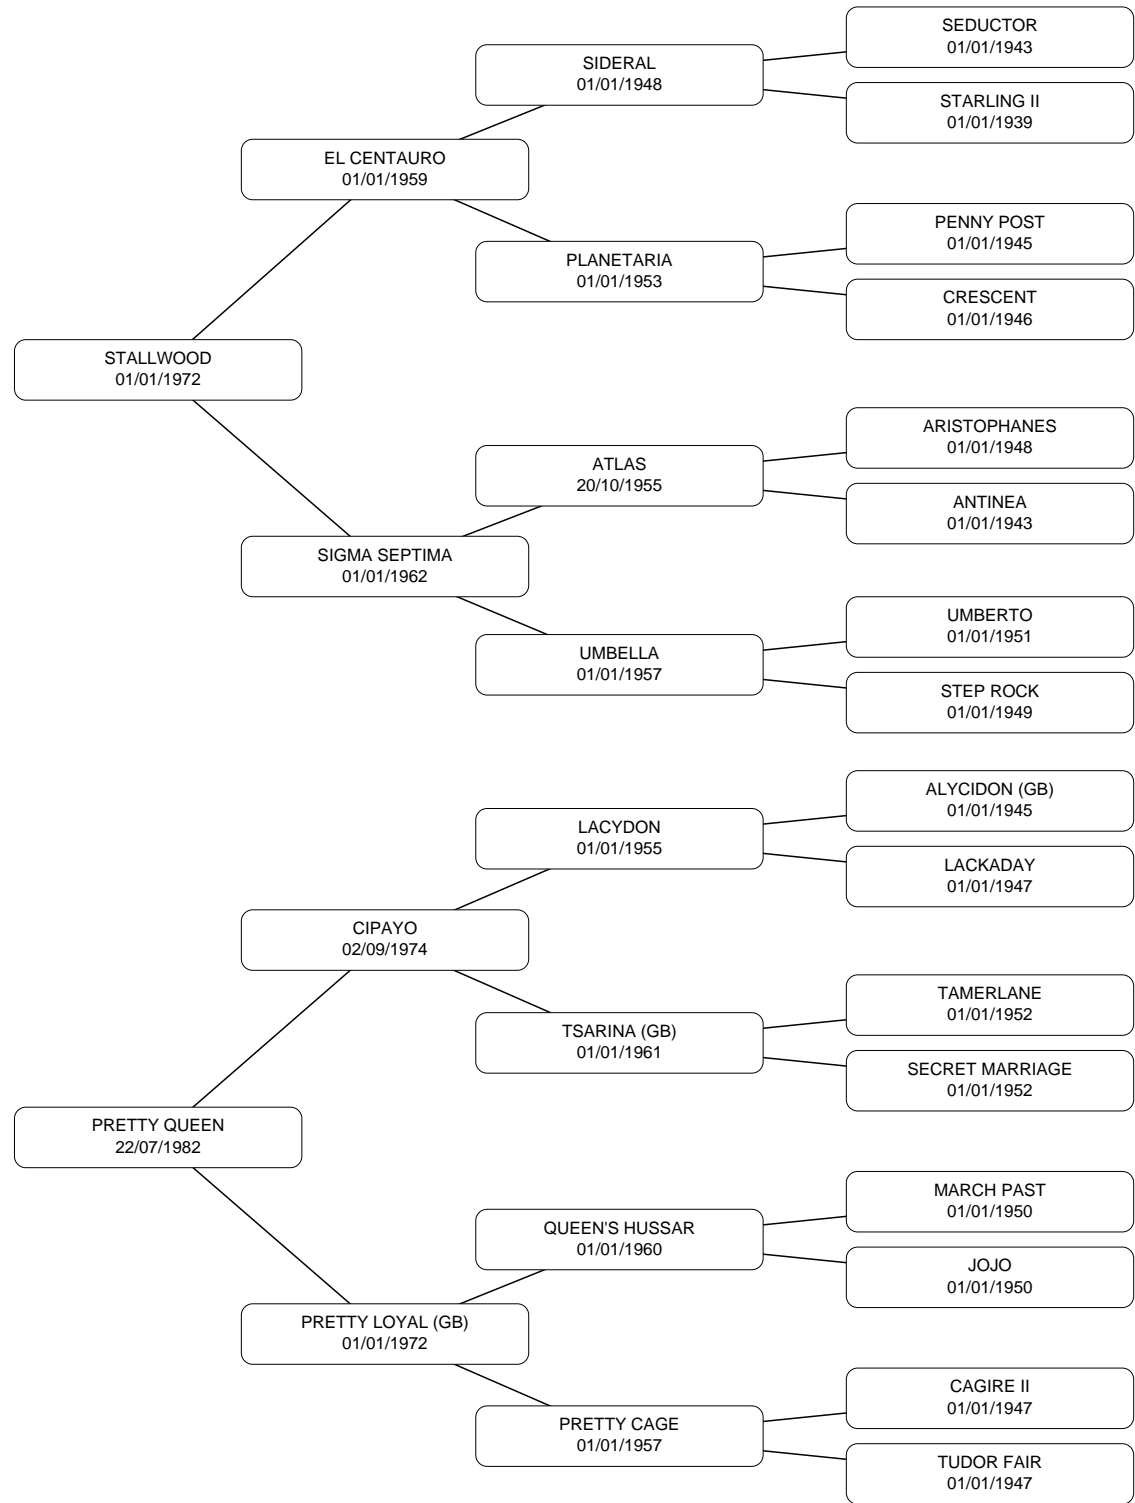 SEDUCTOR
01/01/1943
SIDERAL
01/01/1948
STARLING II
01/01/1939
EL CENTAURO
01/01/1959
PENNY POST
01/01/1945
PLANETARIA
01/01/1953
CRESCENT
01/01/1946
STALLWOOD
01/01/1972
ARISTOPHANES
01/01/1948
ATLAS
20/10/1955
ANTINEA
01/01/1943
SIGMA SEPTIMA
01/01/1962
UMBERTO
01/01/1951
UMBELLA
01/01/1957
STEP ROCK
01/01/1949
ALYCIDON (GB)
01/01/1945
LACYDON
01/01/1955
LACKADAY
01/01/1947
CIPAYO
02/09/1974
TAMERLANE
01/01/1952
TSARINA (GB)
01/01/1961
SECRET MARRIAGE
01/01/1952
PRETTY QUEEN
22/07/1982
MARCH PAST
01/01/1950
QUEEN'S HUSSAR
01/01/1960
JOJO
01/01/1950
PRETTY LOYAL (GB)
01/01/1972
CAGIRE II
01/01/1947
PRETTY CAGE
01/01/1957
TUDOR FAIR
01/01/1947